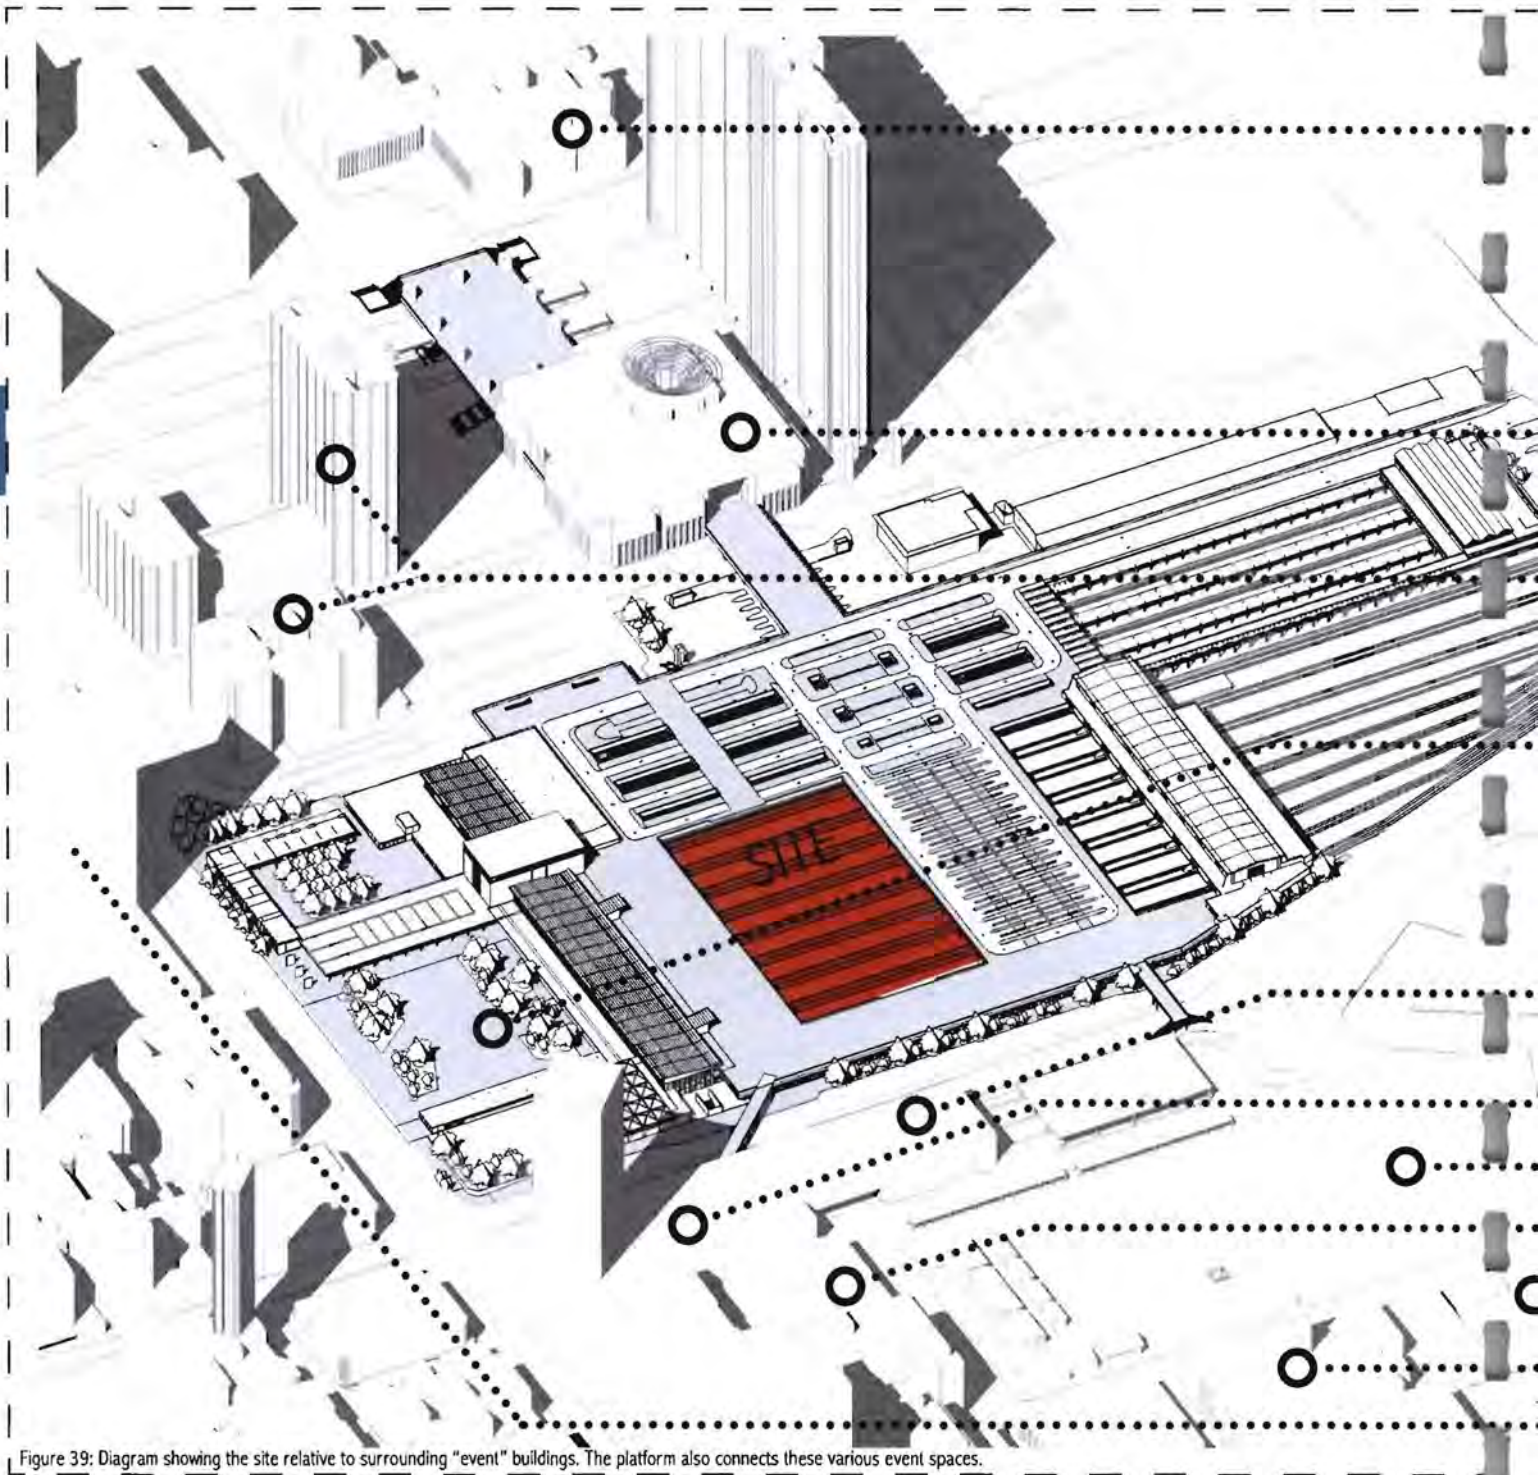 SITE
Figure 39: Diagram showing the site relative to surrounding "event" buildings. The platform also connects these various event spaces.